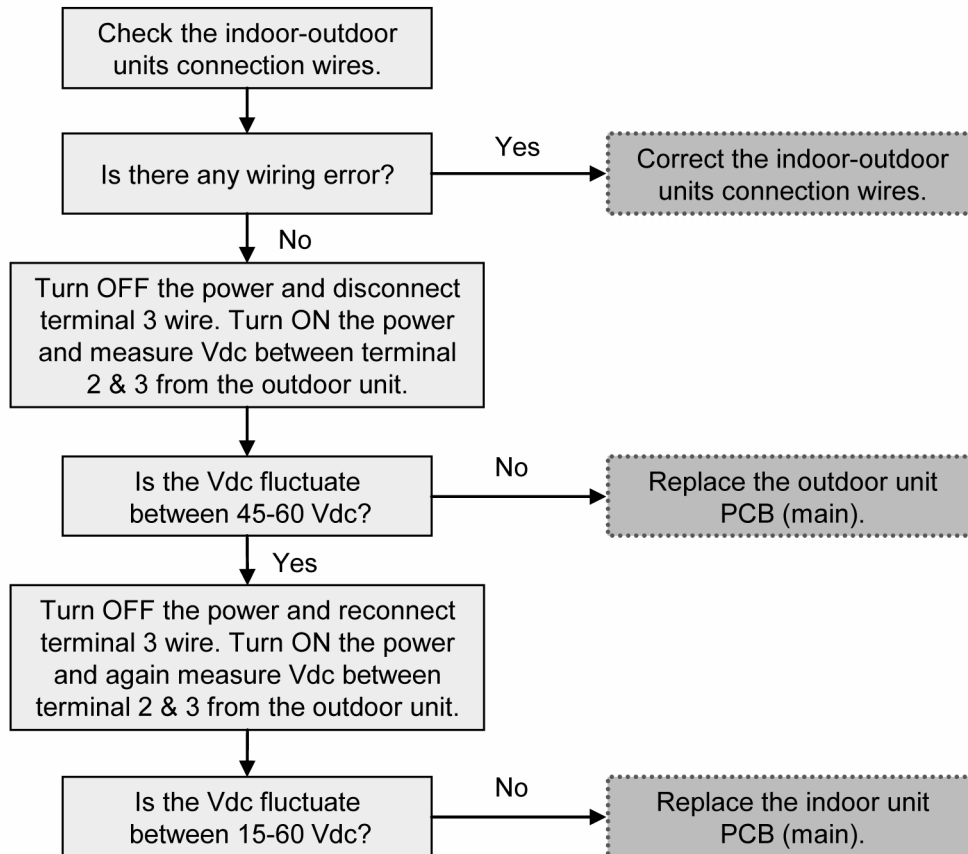 Check the indoor-outdoor
units connection wires.
Is there any wiring error?
Yes
Correct the indoor-outdoor
units connection wires.
No
Turn OFF the power and disconnect
terminal 3 wire. Turn ON the power
and measure Vdc between terminal
2 & 3 from the outdoor unit.
Is the Vdc fluctuate
between 45-60 Vdc?
No
Replace the outdoor unit
PCB (main).
Yes
Turn OFF the power and reconnect
terminal 3 wire. Turn ON the power
and again measure Vdc between
terminal 2 & 3 from the outdoor unit.
Is the Vdc fluctuate
between 15-60 Vdc?
No
Replace the indoor unit
PCB (main).